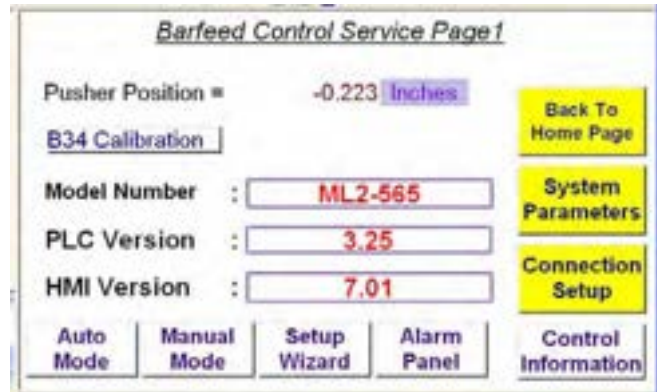 Barfeed Control Service Page1
Pusher Position = -0.223 Inches
Back To
Home Page
B34 Calibration
Model Number : ML2-565
System
Parameters
PLC Version : 3.25
HMI Version : 7.01
Connection
Setup
Auto
Mode
Manual
Mode
Setup
Wizard
Alarm
Panel
Control
Information